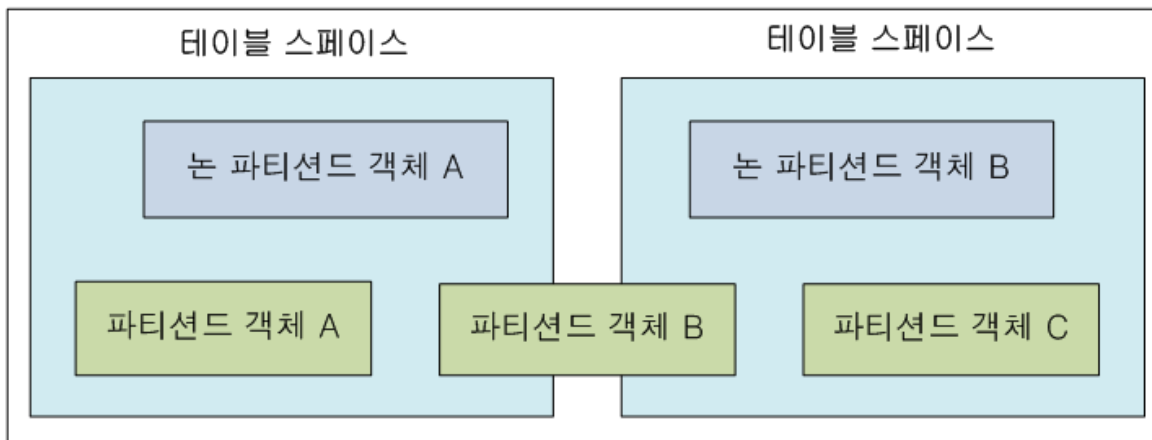 테이블 스페이스
테이블 스페이스
논 파티션드 객체 A
논 파티션드 객체 B
파티션드 객체 A
파티션드 객체 B
파티션드 객체 C